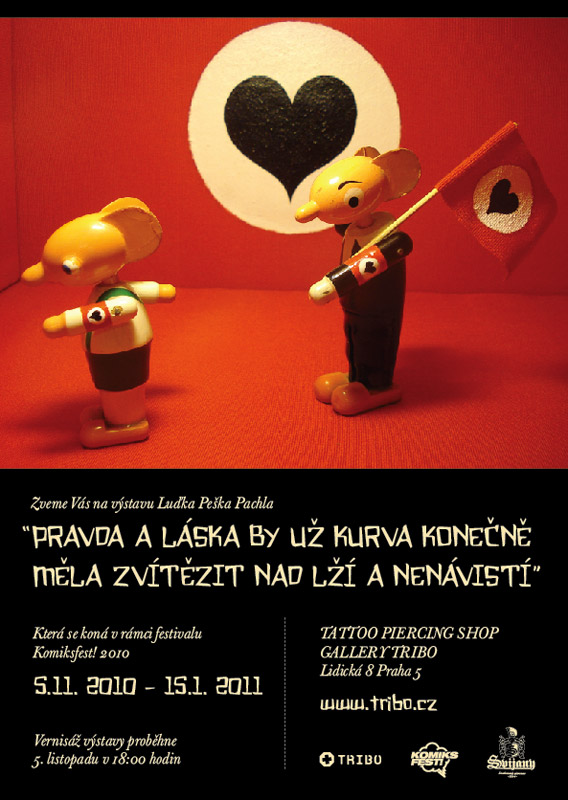 Zveme Vás na výstavu Luďka Peška Pachla
“PRAVDA A LÁSKA BY UŽ KURVA KONEČNĚ
MĚLA ZVÍTĚZIT NAD LŽÍ A NENÁVISTÍ”
Která se koná v rámci festivalu
Komiksfest! 2010
5.11. 2010 – 15.1. 2011
Vernisáž výstavy proběhne
5. listopadu v 18:00 hodin
TATTOO PIERCING SHOP
GALLERY TRIBO
Lidická 8 Praha 5
www.tribo.cz
TRIBO
KOMIKS
FEST!
Svijany